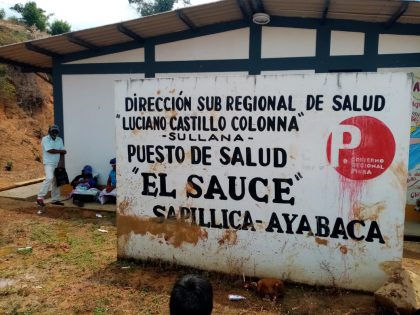 DIRECCIÓN SUB REGIONAL DE SALUD
"LUCIANO CASTILLO COLONNA"
- SULLANA -
PUESTO DE SALUD
"EL SAUCE"
SAPILLICA-AYABACA
P
GOBIERNO
REGIONAL
PIURA